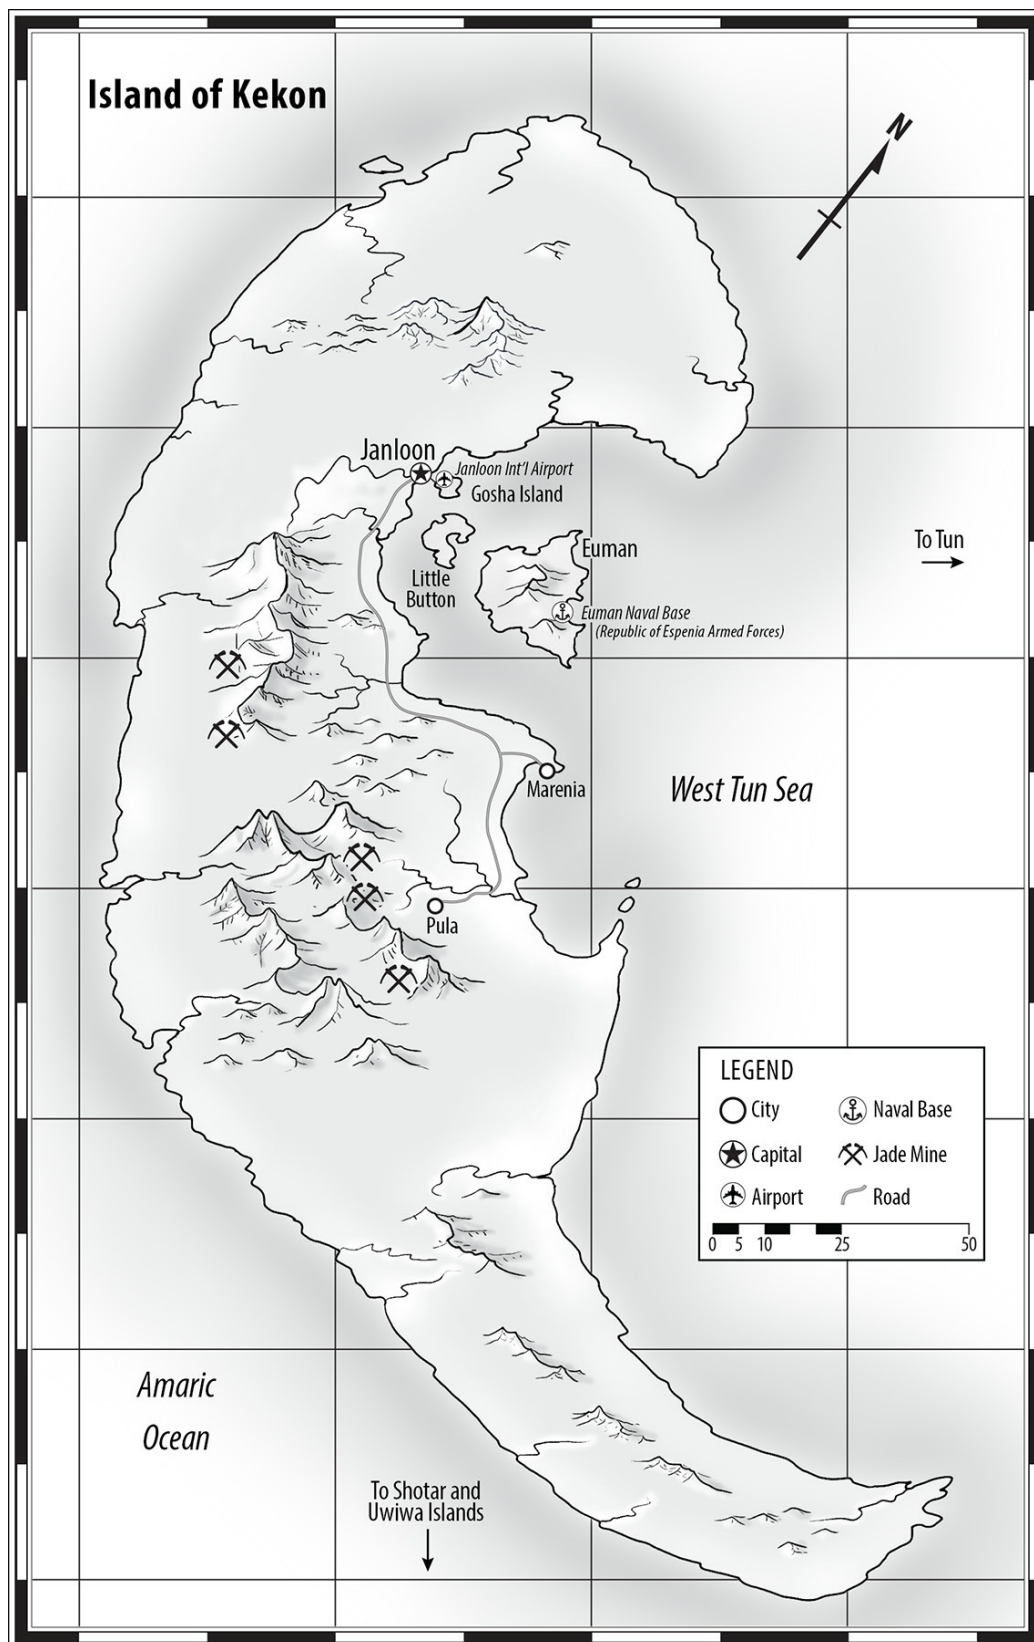 Island of Kekon
N
Janloon
Janloon Int'l Airport
Gosha Island
Little
Button
Euman
Euman Naval Base
(Republic of Espenia Armed Forces)
To Tun
Marenia
West Tun Sea
Pula
LEGEND
City
Naval Base
Capital
Jade Mine
Airport
Road
0 5 10 25 50
Amaric
Ocean
To Shotar and
Uwiwa Islands